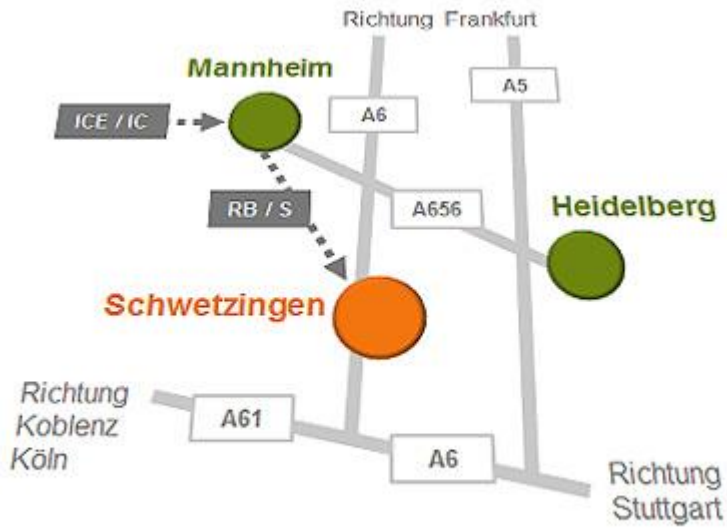 Richtung Frankfurt
Mannheim
A5
ICE / IC
A6
RB / S
A656
Heidelberg
Schwetzingen
Richtung
Koblenz
Köln
A61
A6
Richtung
Stuttgart